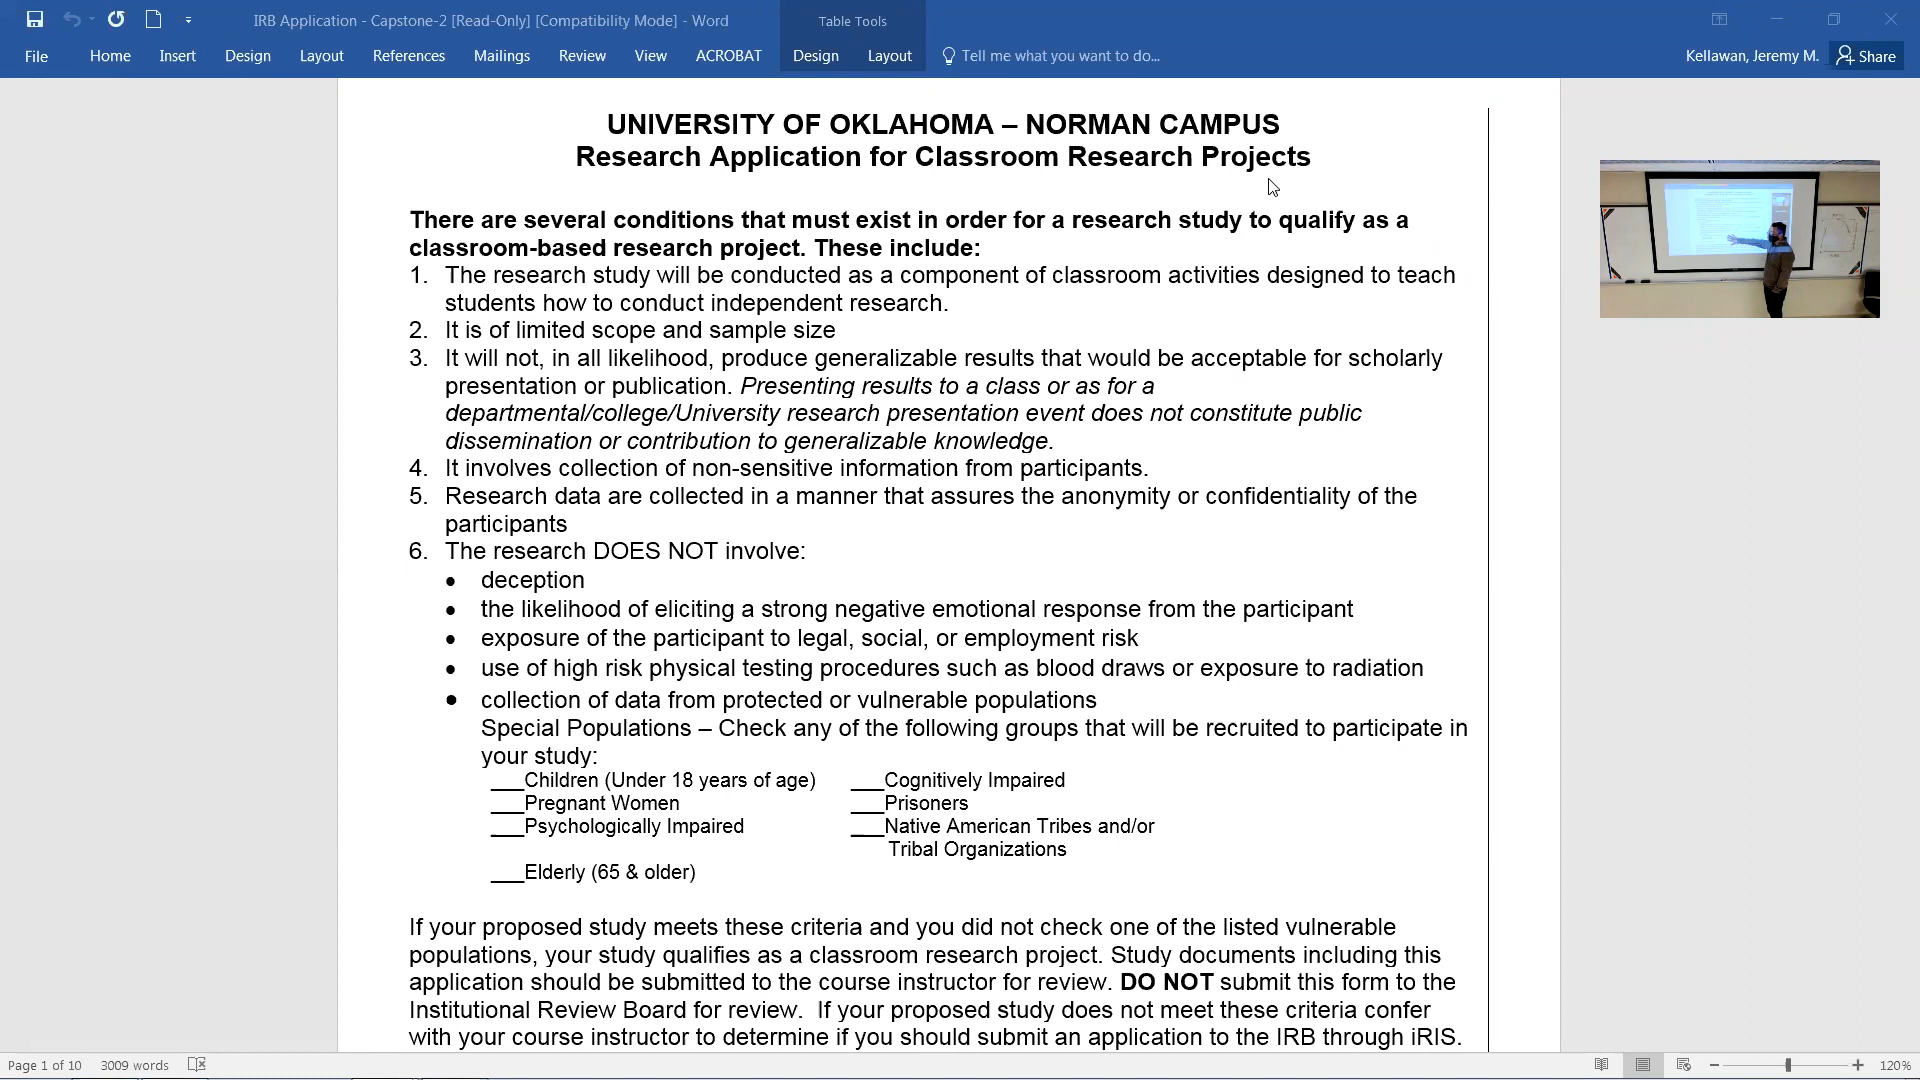 IRB Application - Capstone-2 [Read-Only] [Compatibility Mode] - Word
Table Tools
File Home Insert Design Layout References Mailings Review View ACROBAT Design Layout Tell me what you want to do... Kellawan, Jeremy M. Share
UNIVERSITY OF OKLAHOMA – NORMAN CAMPUS
Research Application for Classroom Research Projects
There are several conditions that must exist in order for a research study to qualify as a
classroom-based research project. These include:
1. The research study will be conducted as a component of classroom activities designed to teach
students how to conduct independent research.
2. It is of limited scope and sample size
3. It will not, in all likelihood, produce generalizable results that would be acceptable for scholarly
presentation or publication. Presenting results to a class or as for a
departmental/college/University research presentation event does not constitute public
dissemination or contribution to generalizable knowledge.
4. It involves collection of non-sensitive information from participants.
5. Research data are collected in a manner that assures the anonymity or confidentiality of the
participants
6. The research DOES NOT involve:
• deception
• the likelihood of eliciting a strong negative emotional response from the participant
• exposure of the participant to legal, social, or employment risk
• use of high risk physical testing procedures such as blood draws or exposure to radiation
• collection of data from protected or vulnerable populations
Special Populations – Check any of the following groups that will be recruited to participate in
your study:
___Children (Under 18 years of age) ___Cognitively Impaired
___Pregnant Women ___Prisoners
___Psychologically Impaired ___Native American Tribes and/or
Tribal Organizations
___Elderly (65 & older)
If your proposed study meets these criteria and you did not check one of the listed vulnerable
populations, your study qualifies as a classroom research project. Study documents including this
application should be submitted to the course instructor for review. DO NOT submit this form to the
Institutional Review Board for review.  If your proposed study does not meet these criteria confer
with your course instructor to determine if you should submit an application to the IRB through iRIS.
Page 1 of 10 3009 words 120%